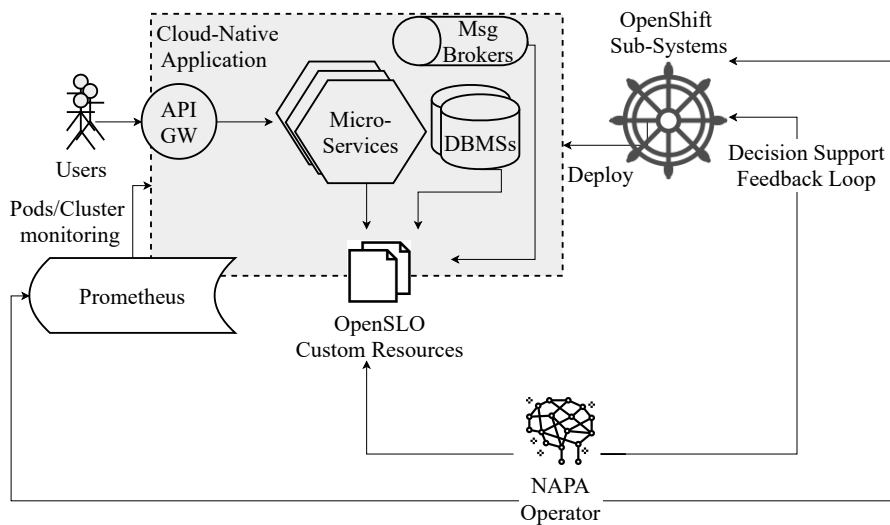 Cloud-Native
Application
Msg
Brokers
OpenShift
Sub-Systems
API
GW
Micro-
Services
DBMSs
Users
Deploy
Decision Support
Feedback Loop
Pods/Cluster
monitoring
Prometheus
OpenSLO
Custom Resources
NAPA
Operator